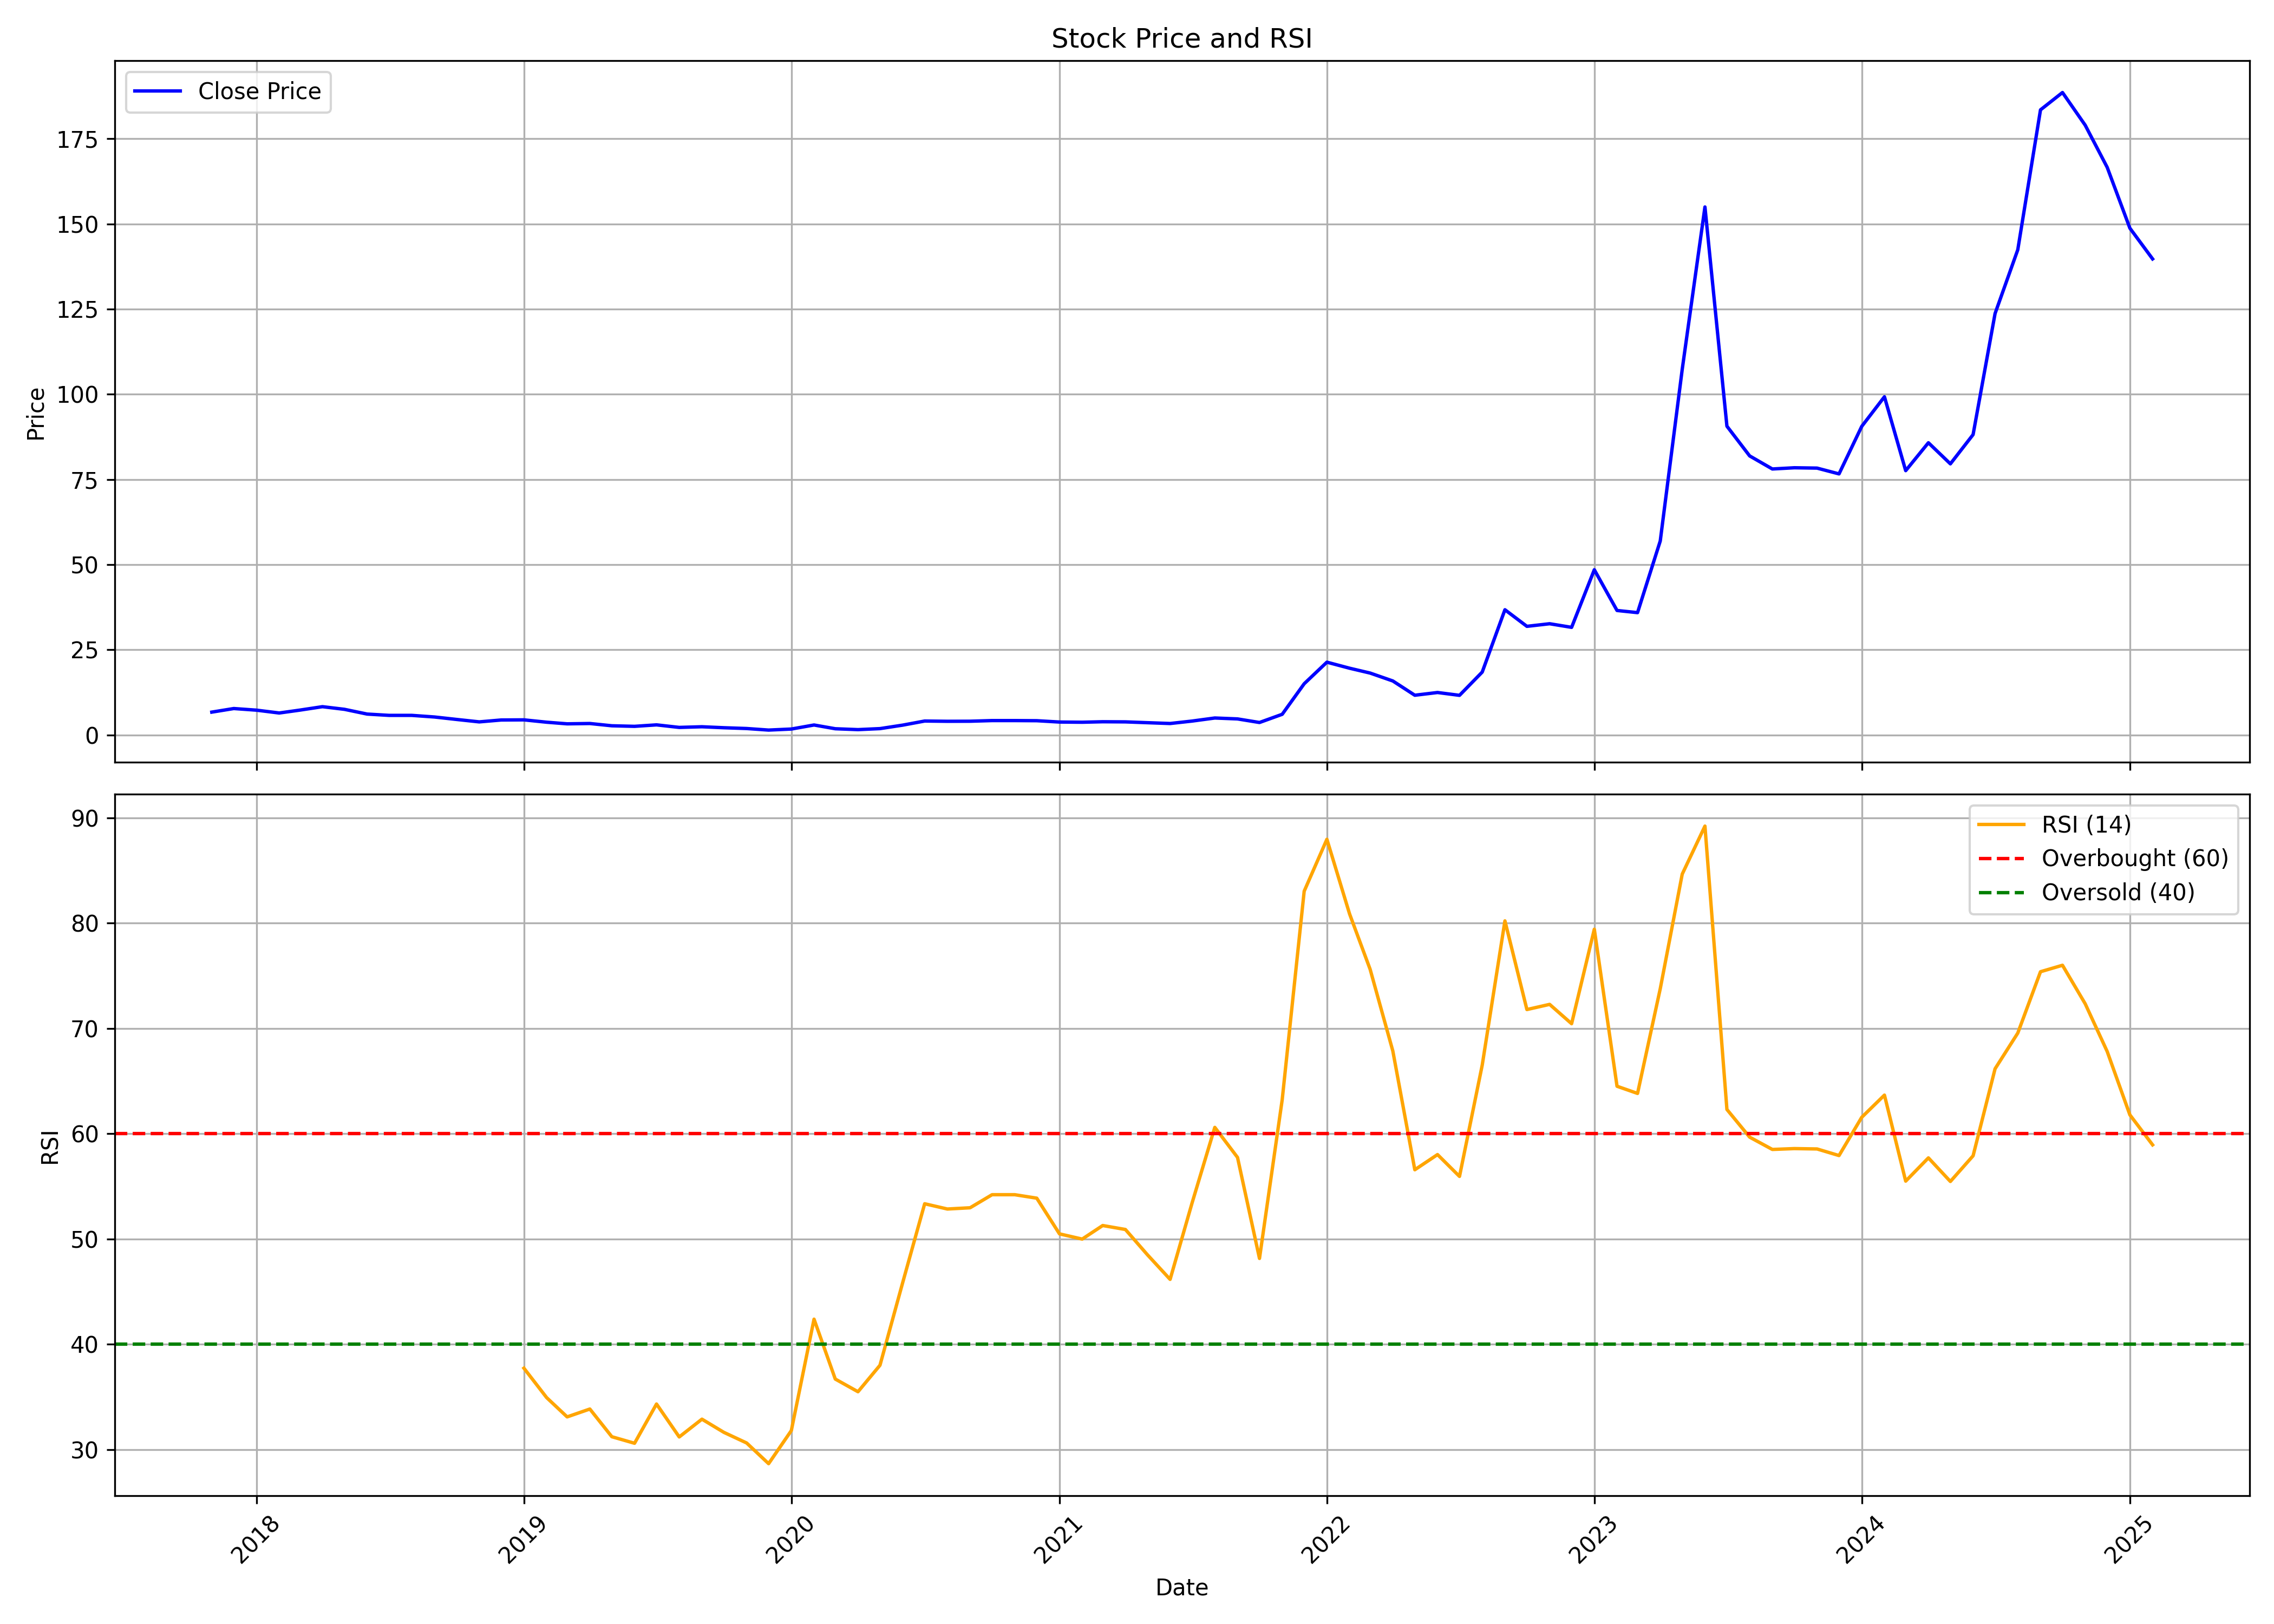 Stock Price and RSI
Close Price
175
150
125
100
75
50
25
0
Price
RSI (14)
Overbought (60)
Oversold (40)
90
80
70
60
50
40
30
RSI
2018
2019
2020
2021
2022
2023
2024
2025
Date